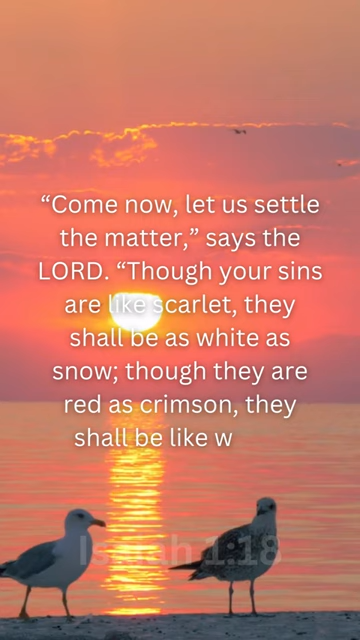 “Come now, let us settle
the matter,” says the
LORD. “Though your sins
are like scarlet, they
shall be as white as
snow; though they are
red as crimson, they
shall be like w
Isaiah 1:18